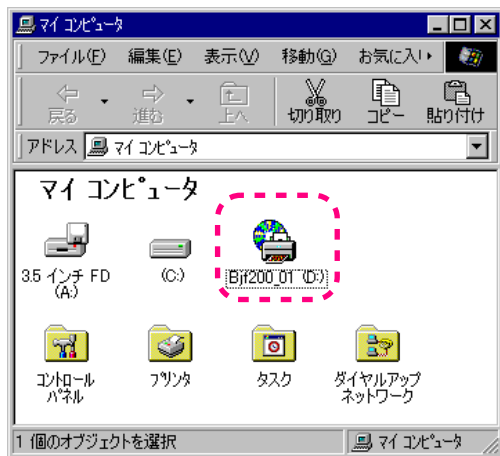 マイ コンピュータ
ファイル(F) 編集(E) 表示(V) 移動(G) お気に入り
戻る 進む 上へ 切り取り コピー 貼り付け
アドレス マイ コンピュータ
マイ コンピュータ
3.5 インチ FD (A:)
(C:)
Bjf200_01 (D:)
コントロール パネル
プリンタ
タスク
ダイヤルアップ ネットワーク
1 個のオブジェクトを選択 マイ コンピュータ